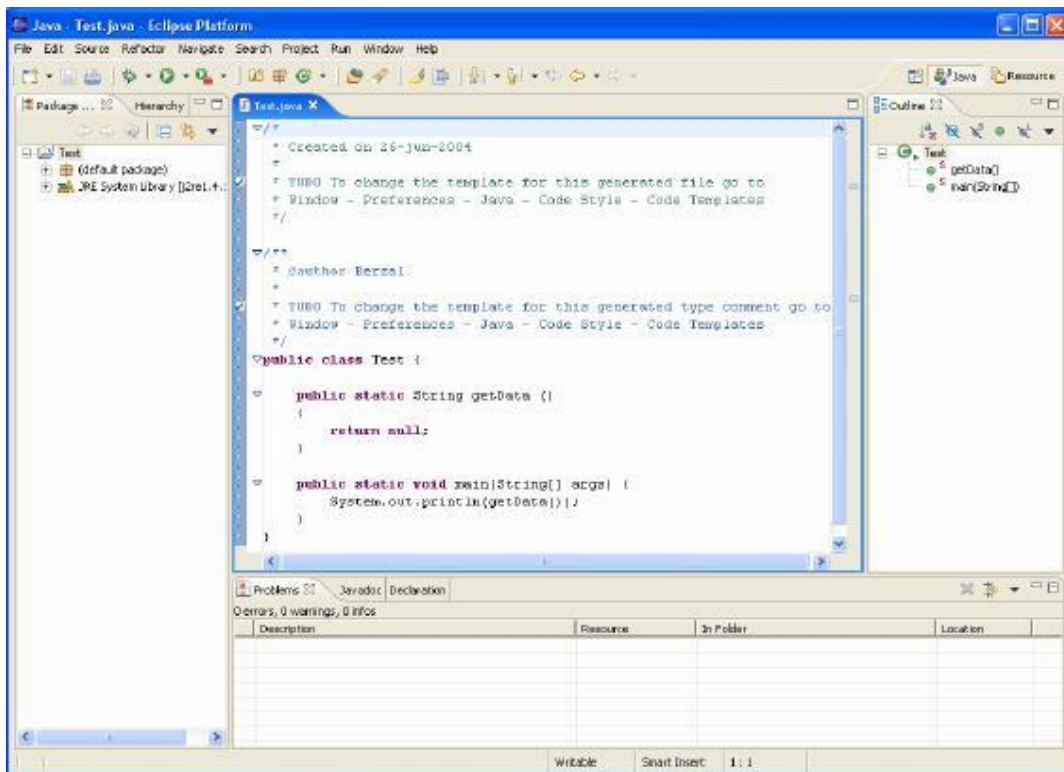 Java - Test.java - Eclipse Platform
File Edit Source Refactor Navigate Search Project Run Window Help
Java Resource
Package ... Hierarchy
Test.java
Outline
Test
(default package)
JRE System Library [j2re1.4.
/*
* Created on 26-jun-2004
*
* TODO To change the template for this generated file go to
* Window - Preferences - Java - Code Style - Code Templates
*/
/**
* @author
*
* TODO To change the template for this generated type comment go to
* Window - Preferences - Java - Code Style - Code Templates
*/
public class Test {
public static String getData ()
{
return null;
}
public static void main(String[] args) {
System.out.println(getData());
}
}
Test
getData()
main(String[])
Problems Javadoc Declaration
0 errors, 0 warnings, 0 infos
Description Resource In Folder Location
Writable Smart Insert 1 : 1